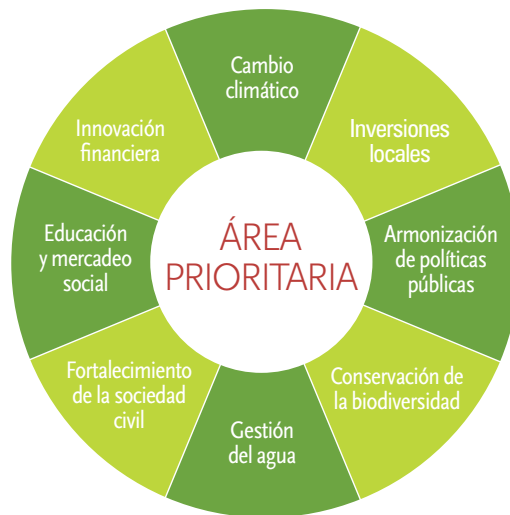 Cambio
climático
Inversiones
locales
Armonización
de políticas
públicas
Conservación de
la biodiversidad
Gestión
del agua
Fortalecimiento
de la sociedad
civil
Educación
y mercadeo
social
Innovación
financiera
ÁREA
PRIORITARIA